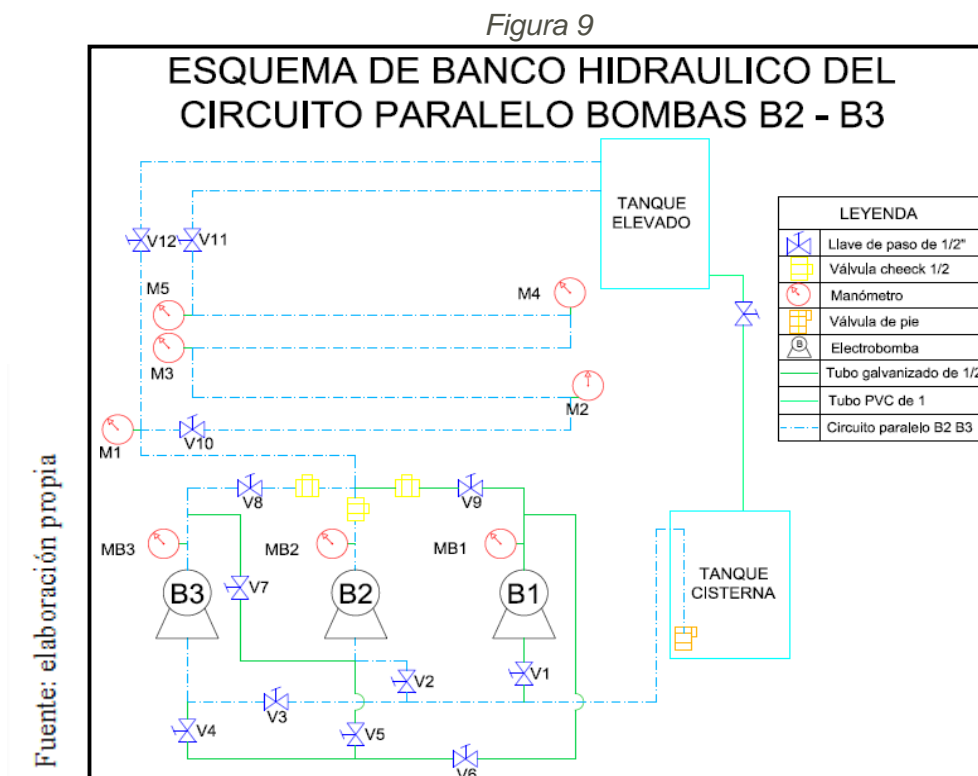 Figura 9
ESQUEMA DE BANCO HIDRAULICO DEL
CIRCUITO PARALELO BOMBAS B2 - B3
TANQUE
ELEVADO
LEYENDA
Llave de paso de 1/2"
Válvula cheeck 1/2
Manómetro
Válvula de pie
B
Electrobomba
Tubo galvanizado de 1/2
Tubo PVC de 1
Circuito paralelo B2 B3
V12
V11
M5
M4
M3
M2
M1
V10
V8
V9
MB3
MB2
MB1
B3
B2
B1
V7
TANQUE
CISTERNA
V2
V1
V3
V4
V5
V6
Fuente: elaboración propia